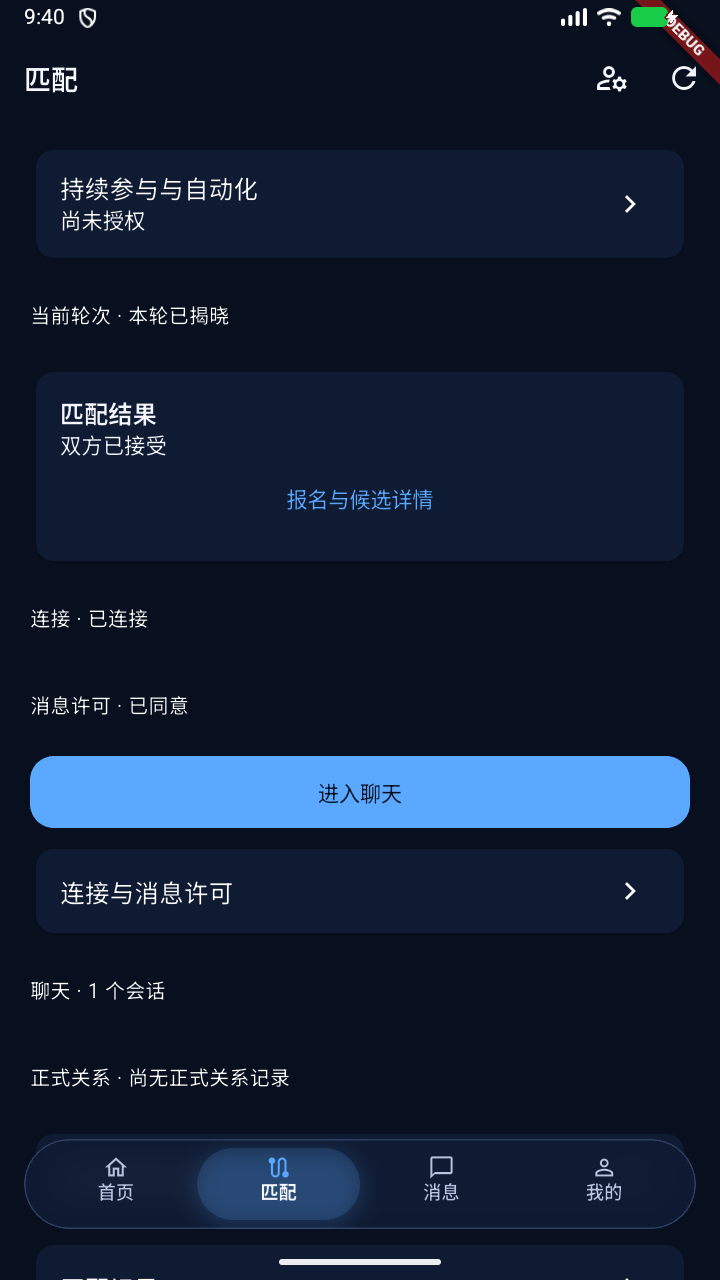 9:40
DEBUG
匹配
持续参与与自动化
尚未授权
当前轮次 · 本轮已揭晓
匹配结果
双方已接受
报名与候选详情
连接 · 已连接
消息许可 · 已同意
进入聊天
连接与消息许可
聊天 · 1 个会话
正式关系 · 尚无正式关系记录
首页
匹配
消息
我的